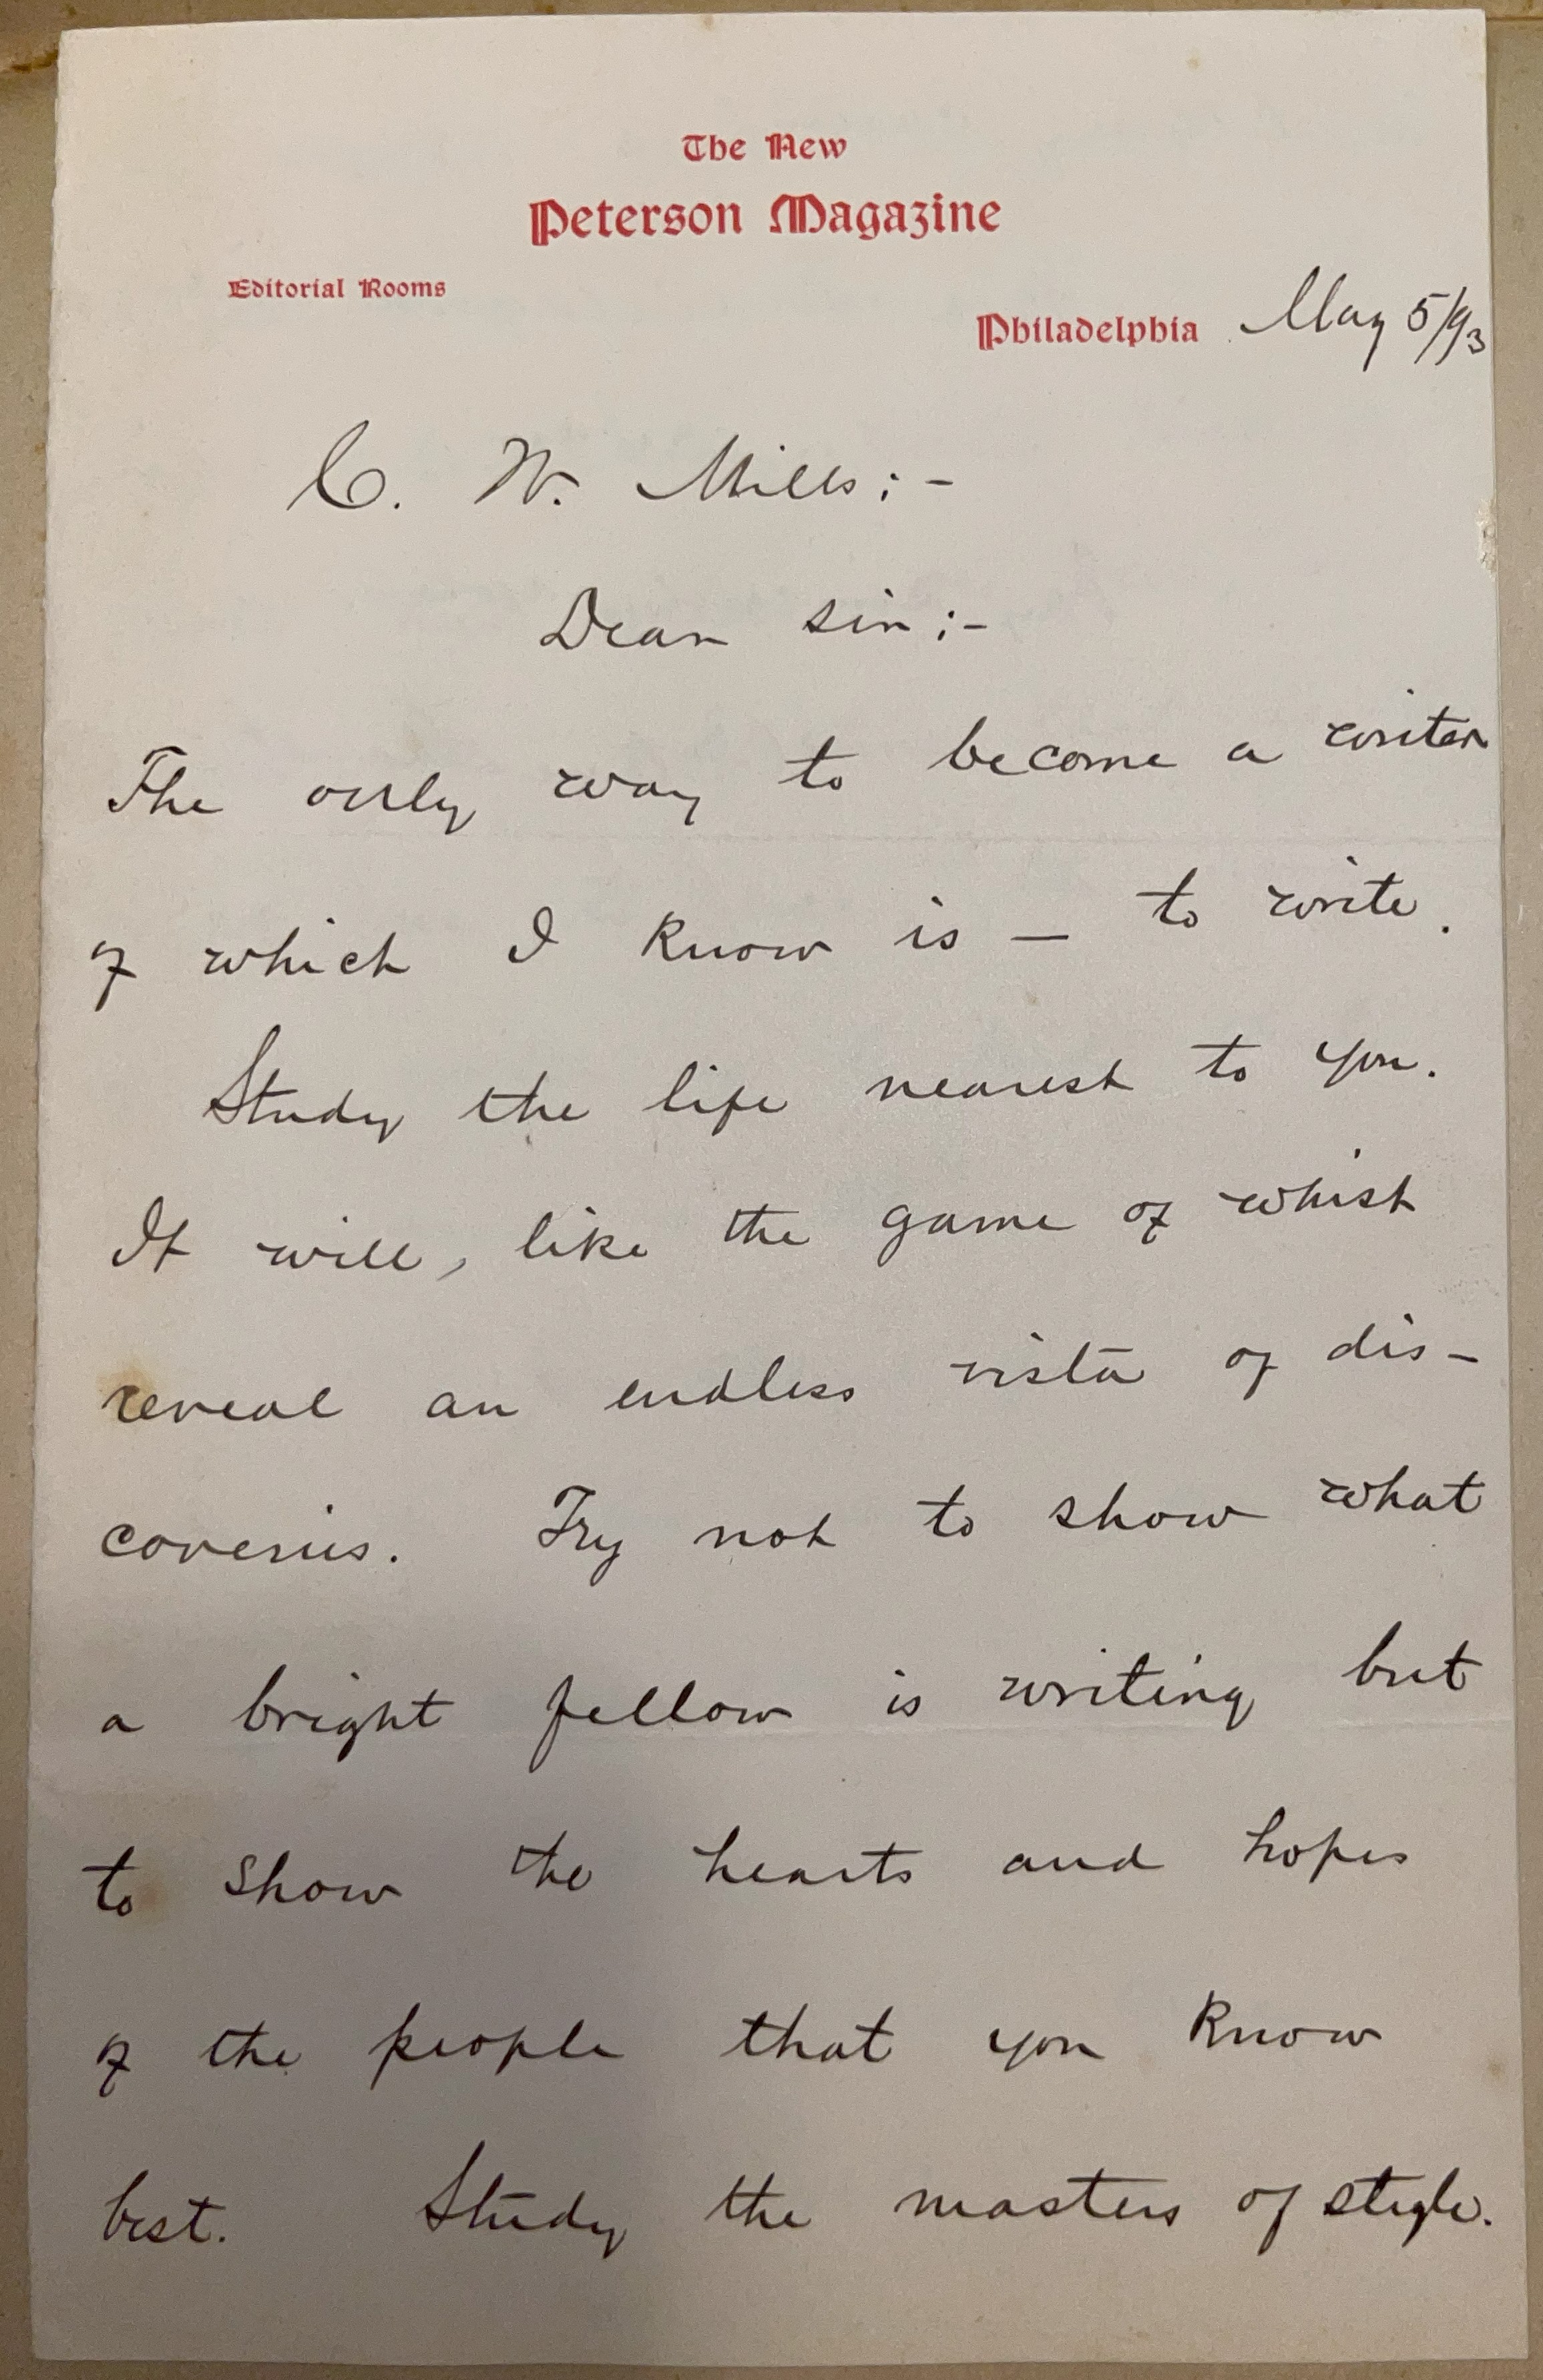 The New
Peterson Magazine
Editorial Rooms
Philadelphia May 5/93
C. W. Mills:-
Dear sir:-
The only way to become a writer
of which I know is — to write.
Study the life nearest to you.
It will, like the game of whist
reveal an endless vista of dis-
coveries. Try not to show what
a bright fellow is writing but
to show the hearts and hopes
of the people that you know
best. Study the masters of style.